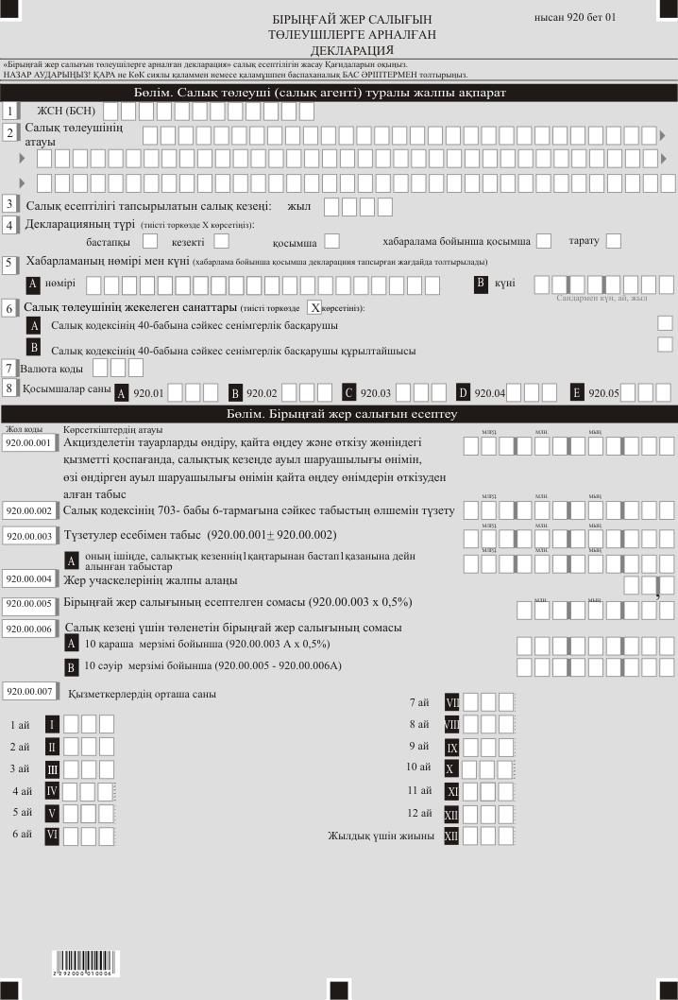 БІРЫҢҒАЙ ЖЕР САЛЫҒЫН
ТӨЛЕУШІЛЕРГЕ АРНАЛҒАН
ДЕКЛАРАЦИЯ
нысан 920 бет 01
«Бірыңғай жер салығын төлеушілерге арналған декларация» салық есептілігін жасау Қағидаларын оқыңыз.
НАЗАР АУДАРЫҢЫЗ! ҚАРА не КөК сиялы қаламмен немесе қаламұшпен баспаханалық БАС ӘРІПТЕРМЕН толтырыңыз.
Бөлім. Салық төлеуші (салық агенті) туралы жалпы ақпарат
1 ЖСН (БСН)
2 Салық төлеушінің
атауы
3 Салық есептілігі тапсырылатын салық кезеңі: жыл
4 Декларацияның түрі (тиісті торкөзде Х көрсетіңіз):
бастапқы кезекті қосымша хабаралама бойынша қосымша тарату
5 Хабарламаның нөмірі мен күні (хабарлама бойынша қосымша декларациия тапсырған жағдайда толтырылады)
A нөмірі B күні
Сандармен күн, ай, жыл
6 Салық төлеушінің жекелеген санаттары (тиісті торкөзде X көрсетіңіз):
A Салық кодексінің 40-бабына сәйкес сенімгерлік басқарушы
B Салық кодексінің 40-бабына сәйкес сенімгерлік басқарушы құрылтайшысы
7 Валюта коды
8 Қосымшалар саны A 920.01 B 920.02 C 920.03 D 920.04 E 920.05
Бөлім. Бірыңғай жер салығын есептеу
Жол коды Көрсеткіштердің атауы млрд. млн. мың
920.00.001 Акцизделетін тауарларды өндіру, қайта өңдеу және өткізу жөніндегі
қызметті қоспағанда, салықтық кезеңде ауыл шаруашылығы өнімін,
өзі өндірген ауыл шаруашылығы өнімін қайта өңдеу өнімдерін өткізуден
алған табыс
млрд. млн. мың
920.00.002 Салық кодексінің 703- бабы 6-тармағына сәйкес табыстың өлшемін түзету
млрд. млн. мың
920.00.003 Түзетулер есебімен табыс (920.00.001± 920.00.002)
млрд. млн. мың
A оның ішінде, салықтық кезеннің1қаңтарынан бастап1қазанына дейн
алынған табыстар
920.00.004 Жер учаскелерінің жалпы алаңы ,
млн. мың
920.00.005 Бірыңғай жер салығының есептелген сомасы (920.00.003 x 0,5%)
920.00.006 Салық кезеңі үшін төленетін бірыңғай жер салығының сомасы
A 10 қараша мерзімі бойынша (920.00.003 А х 0,5%)
B 10 сәуір мерзімі бойынша (920.00.005 - 920.00.006А)
920.00.007 Қызметкерлердің орташа саны
1 ай I
2 ай II
3 ай III
4 ай IV
5 ай V
6 ай VI
7 ай VII
8 ай VIII
9 ай IX
10 ай X
11 ай XI
12 ай XII
Жылдық үшін жиыны XII
2292000010006